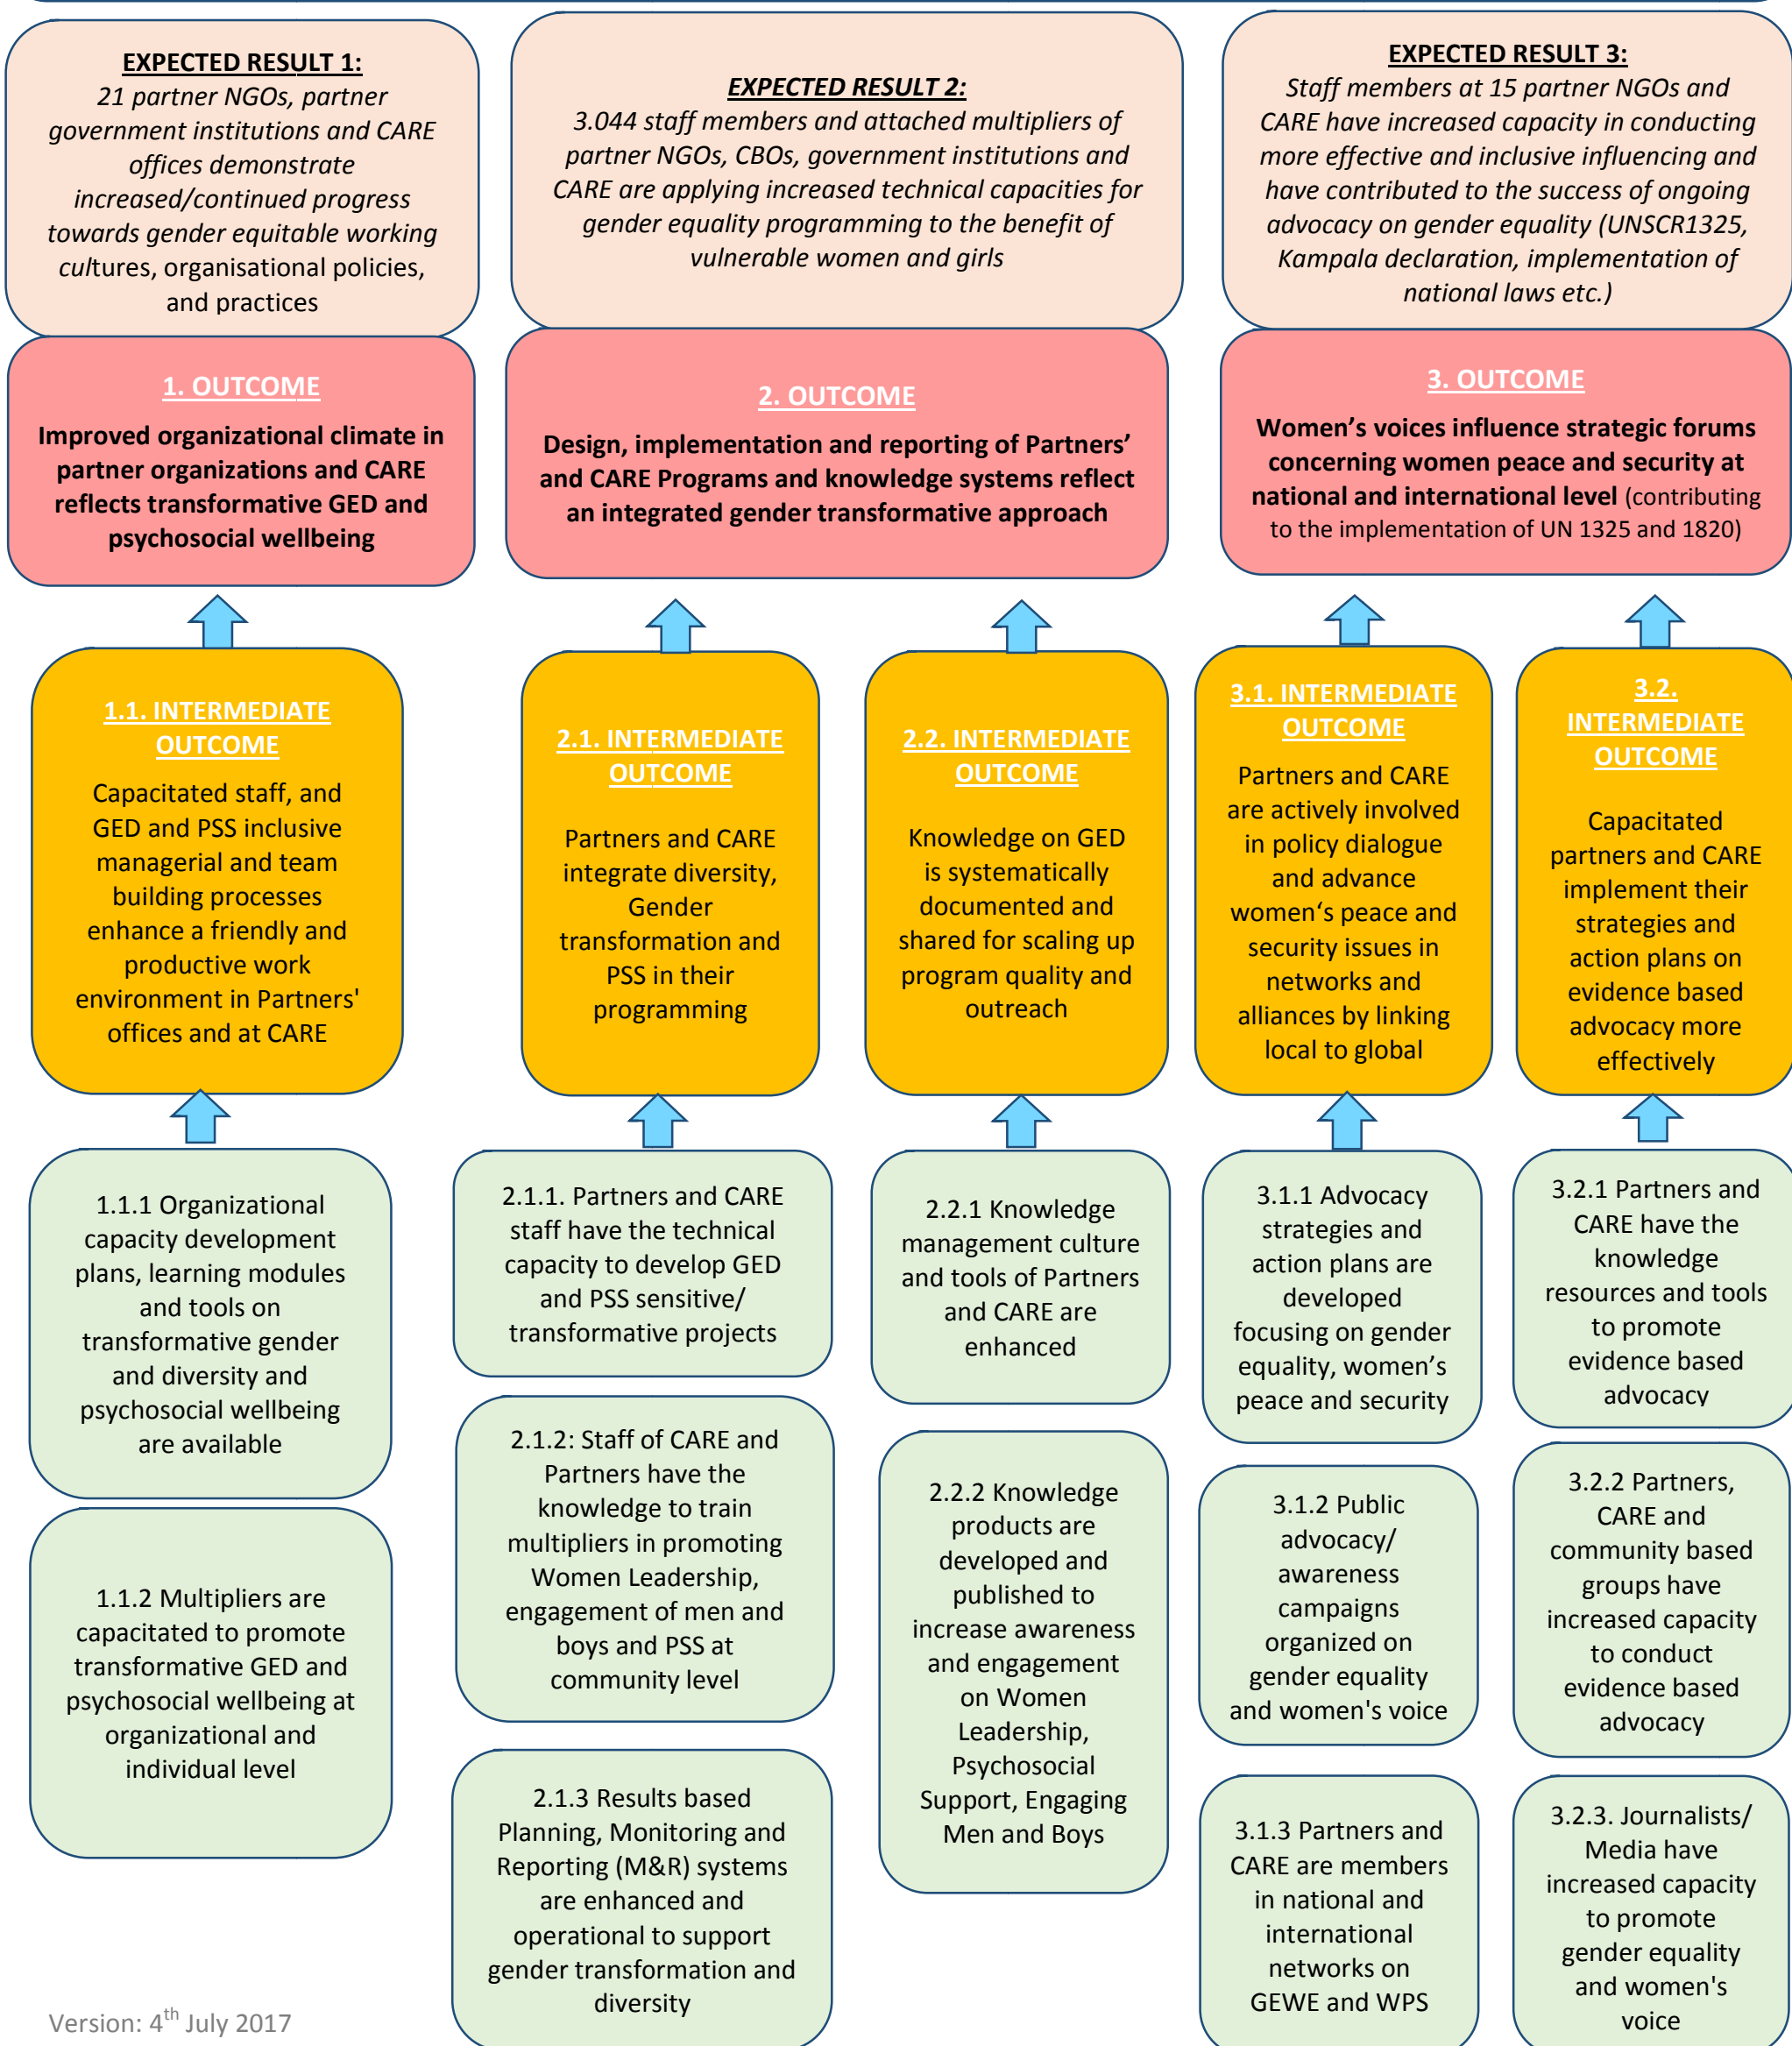 EXPECTED RESULT 1:
21 partner NGOs, partner
government institutions and CARE
offices demonstrate
increased/continued progress
towards gender equitable working
cultures, organisational policies,
and practices
EXPECTED RESULT 2:
3.044 staff members and attached multipliers of
partner NGOs, CBOs, government institutions and
CARE are applying increased technical capacities for
gender equality programming to the benefit of
vulnerable women and girls
EXPECTED RESULT 3:
Staff members at 15 partner NGOs and
CARE have increased capacity in conducting
more effective and inclusive influencing and
have contributed to the success of ongoing
advocacy on gender equality (UNSCR1325,
Kampala declaration, implementation of
national laws etc.)
1. OUTCOME
Improved organizational climate in
partner organizations and CARE
reflects transformative GED and
psychosocial wellbeing
2. OUTCOME
Design, implementation and reporting of Partners’
and CARE Programs and knowledge systems reflect
an integrated gender transformative approach
3. OUTCOME
Women’s voices influence strategic forums
concerning women peace and security at
national and international level (contributing
to the implementation of UN 1325 and 1820)
1.1. INTERMEDIATE
OUTCOME
Capacitated staff, and
GED and PSS inclusive
managerial and team
building processes
enhance a friendly and
productive work
environment in Partners'
offices and at CARE
2.1. INTERMEDIATE
OUTCOME
Partners and CARE
integrate diversity,
Gender
transformation and
PSS in their
programming
2.2. INTERMEDIATE
OUTCOME
Knowledge on GED
is systematically
documented and
shared for scaling up
program quality and
outreach
3.1. INTERMEDIATE
OUTCOME
Partners and CARE
are actively involved
in policy dialogue
and advance
women‘s peace and
security issues in
networks and
alliances by linking
local to global
3.2.
INTERMEDIATE
OUTCOME
Capacitated
partners and CARE
implement their
strategies and
action plans on
evidence based
advocacy more
effectively
1.1.1 Organizational
capacity development
plans, learning modules
and tools on
transformative gender
and diversity and
psychosocial wellbeing
are available
1.1.2 Multipliers are
capacitated to promote
transformative GED and
psychosocial wellbeing at
organizational and
individual level
2.1.1. Partners and CARE
staff have the technical
capacity to develop GED
and PSS sensitive/
transformative projects
2.1.2: Staff of CARE and
Partners have the
knowledge to train
multipliers in promoting
Women Leadership,
engagement of men and
boys and PSS at
community level
2.1.3 Results based
Planning, Monitoring and
Reporting (M&R) systems
are enhanced and
operational to support
gender transformation and
diversity
2.2.1 Knowledge
management culture
and tools of Partners
and CARE are
enhanced
2.2.2 Knowledge
products are
developed and
published to
increase awareness
and engagement
on Women
Leadership,
Psychosocial
Support, Engaging
Men and Boys
3.1.1 Advocacy
strategies and
action plans are
developed
focusing on gender
equality, women’s
peace and security
3.1.2 Public
advocacy/
awareness
campaigns
organized on
gender equality
and women's voice
3.1.3 Partners and
CARE are members
in national and
international
networks on
GEWE and WPS
3.2.1 Partners and
CARE have the
knowledge
resources and tools
to promote
evidence based
advocacy
3.2.2 Partners,
CARE and
community based
groups have
increased capacity
to conduct
evidence based
advocacy
3.2.3. Journalists/
Media have
increased capacity
to promote
gender equality
and women's
voice
Version: 4th July 2017